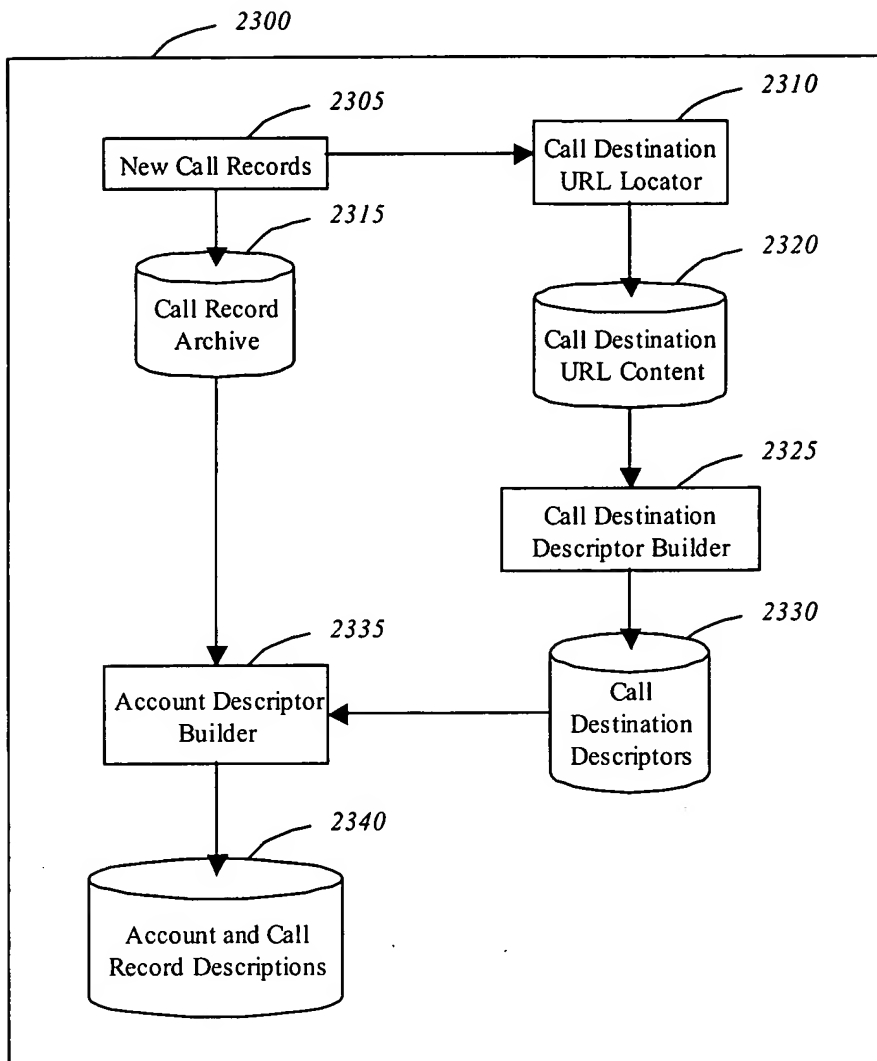 2300
2305
New Call Records
2310
Call Destination
URL Locator
2315
Call Record
Archive
2320
Call Destination
URL Content
2325
Call Destination
Descriptor Builder
2335
Account Descriptor
Builder
2330
Call
Destination
Descriptors
2340
Account and Call
Record Descriptions